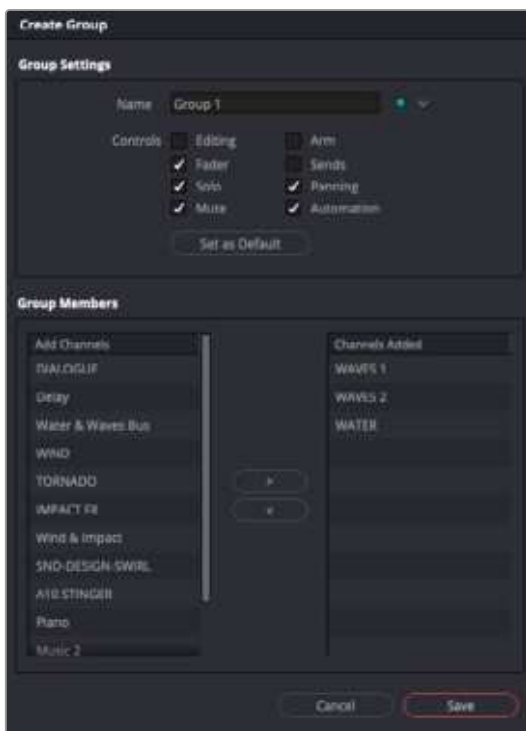 Create Group
Group Settings
Name Group 1
Controls Editing Arm
Fader Sends
Solo Panning
Mute Automation
Set as Default
Group Members
Add Channels
DIALOGUE
Delay
Water & Waves Bus
WIND
TORNADO
IMPACT FX
Wind & Impact
SND-DESIGN-SWIRL
A10 STINGER
Piano
Music 2
>
<
Channels Added
WAVES 1
WAVES 2
WATER
Cancel Save